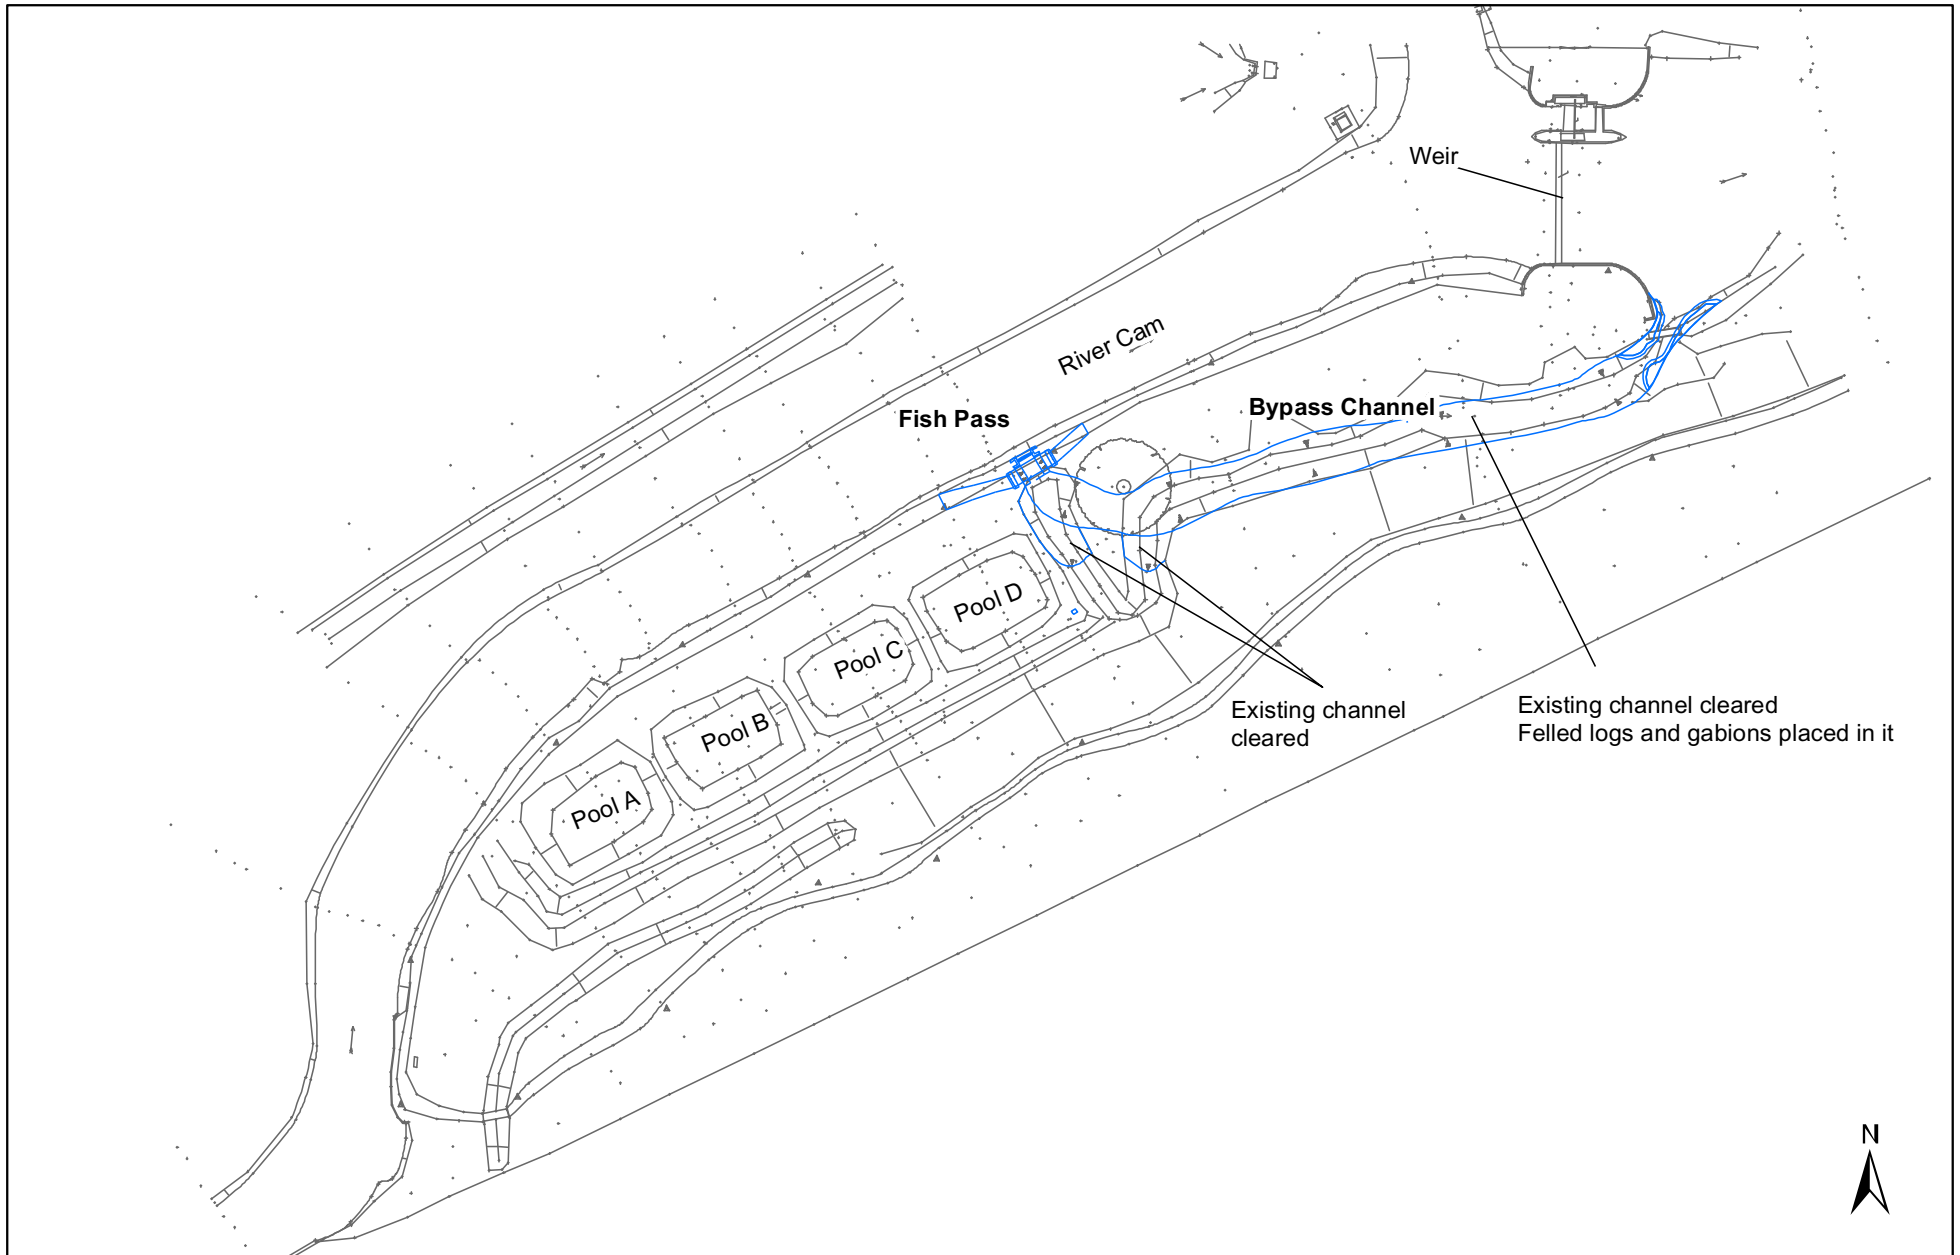 Weir
River Cam
Fish Pass
Bypass Channel
Pool D
Pool C
Pool B
Pool A
Existing channel
cleared
Existing channel cleared
Felled logs and gabions placed in it
N